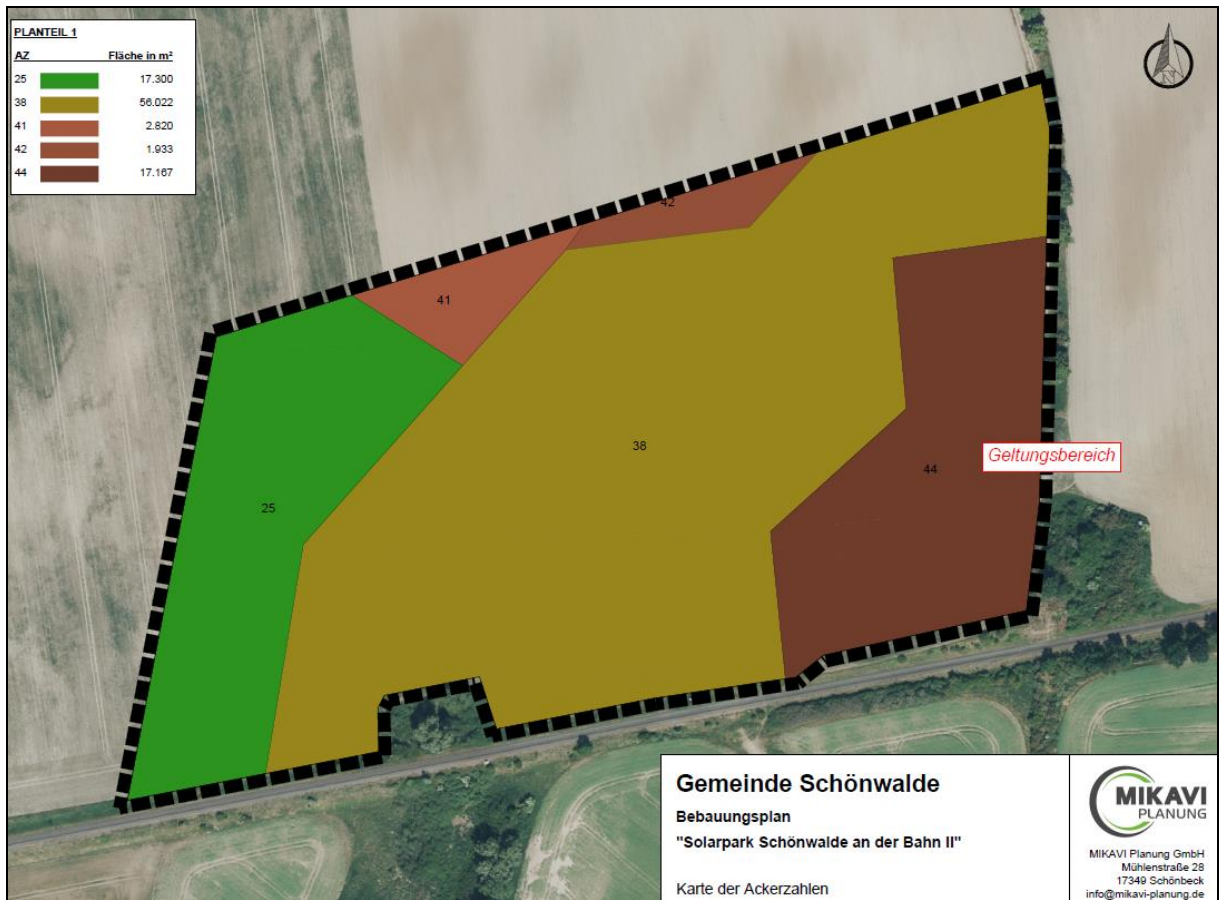 PLANTEIL 1
AZ Fläche in m²
25 17.300
38 56.022
41 2.820
42 1.933
44 17.167
N
42
41
38
Geltungsbereich
44
25
Gemeinde Schönwalde
Bebauungsplan
"Solarpark Schönwalde an der Bahn II"
Karte der Ackerzahlen
MIKAVI
PLANUNG
MIKAVI Planung GmbH
Mühlenstraße 28
17349 Schönbeck
info@mikavi-planung.de